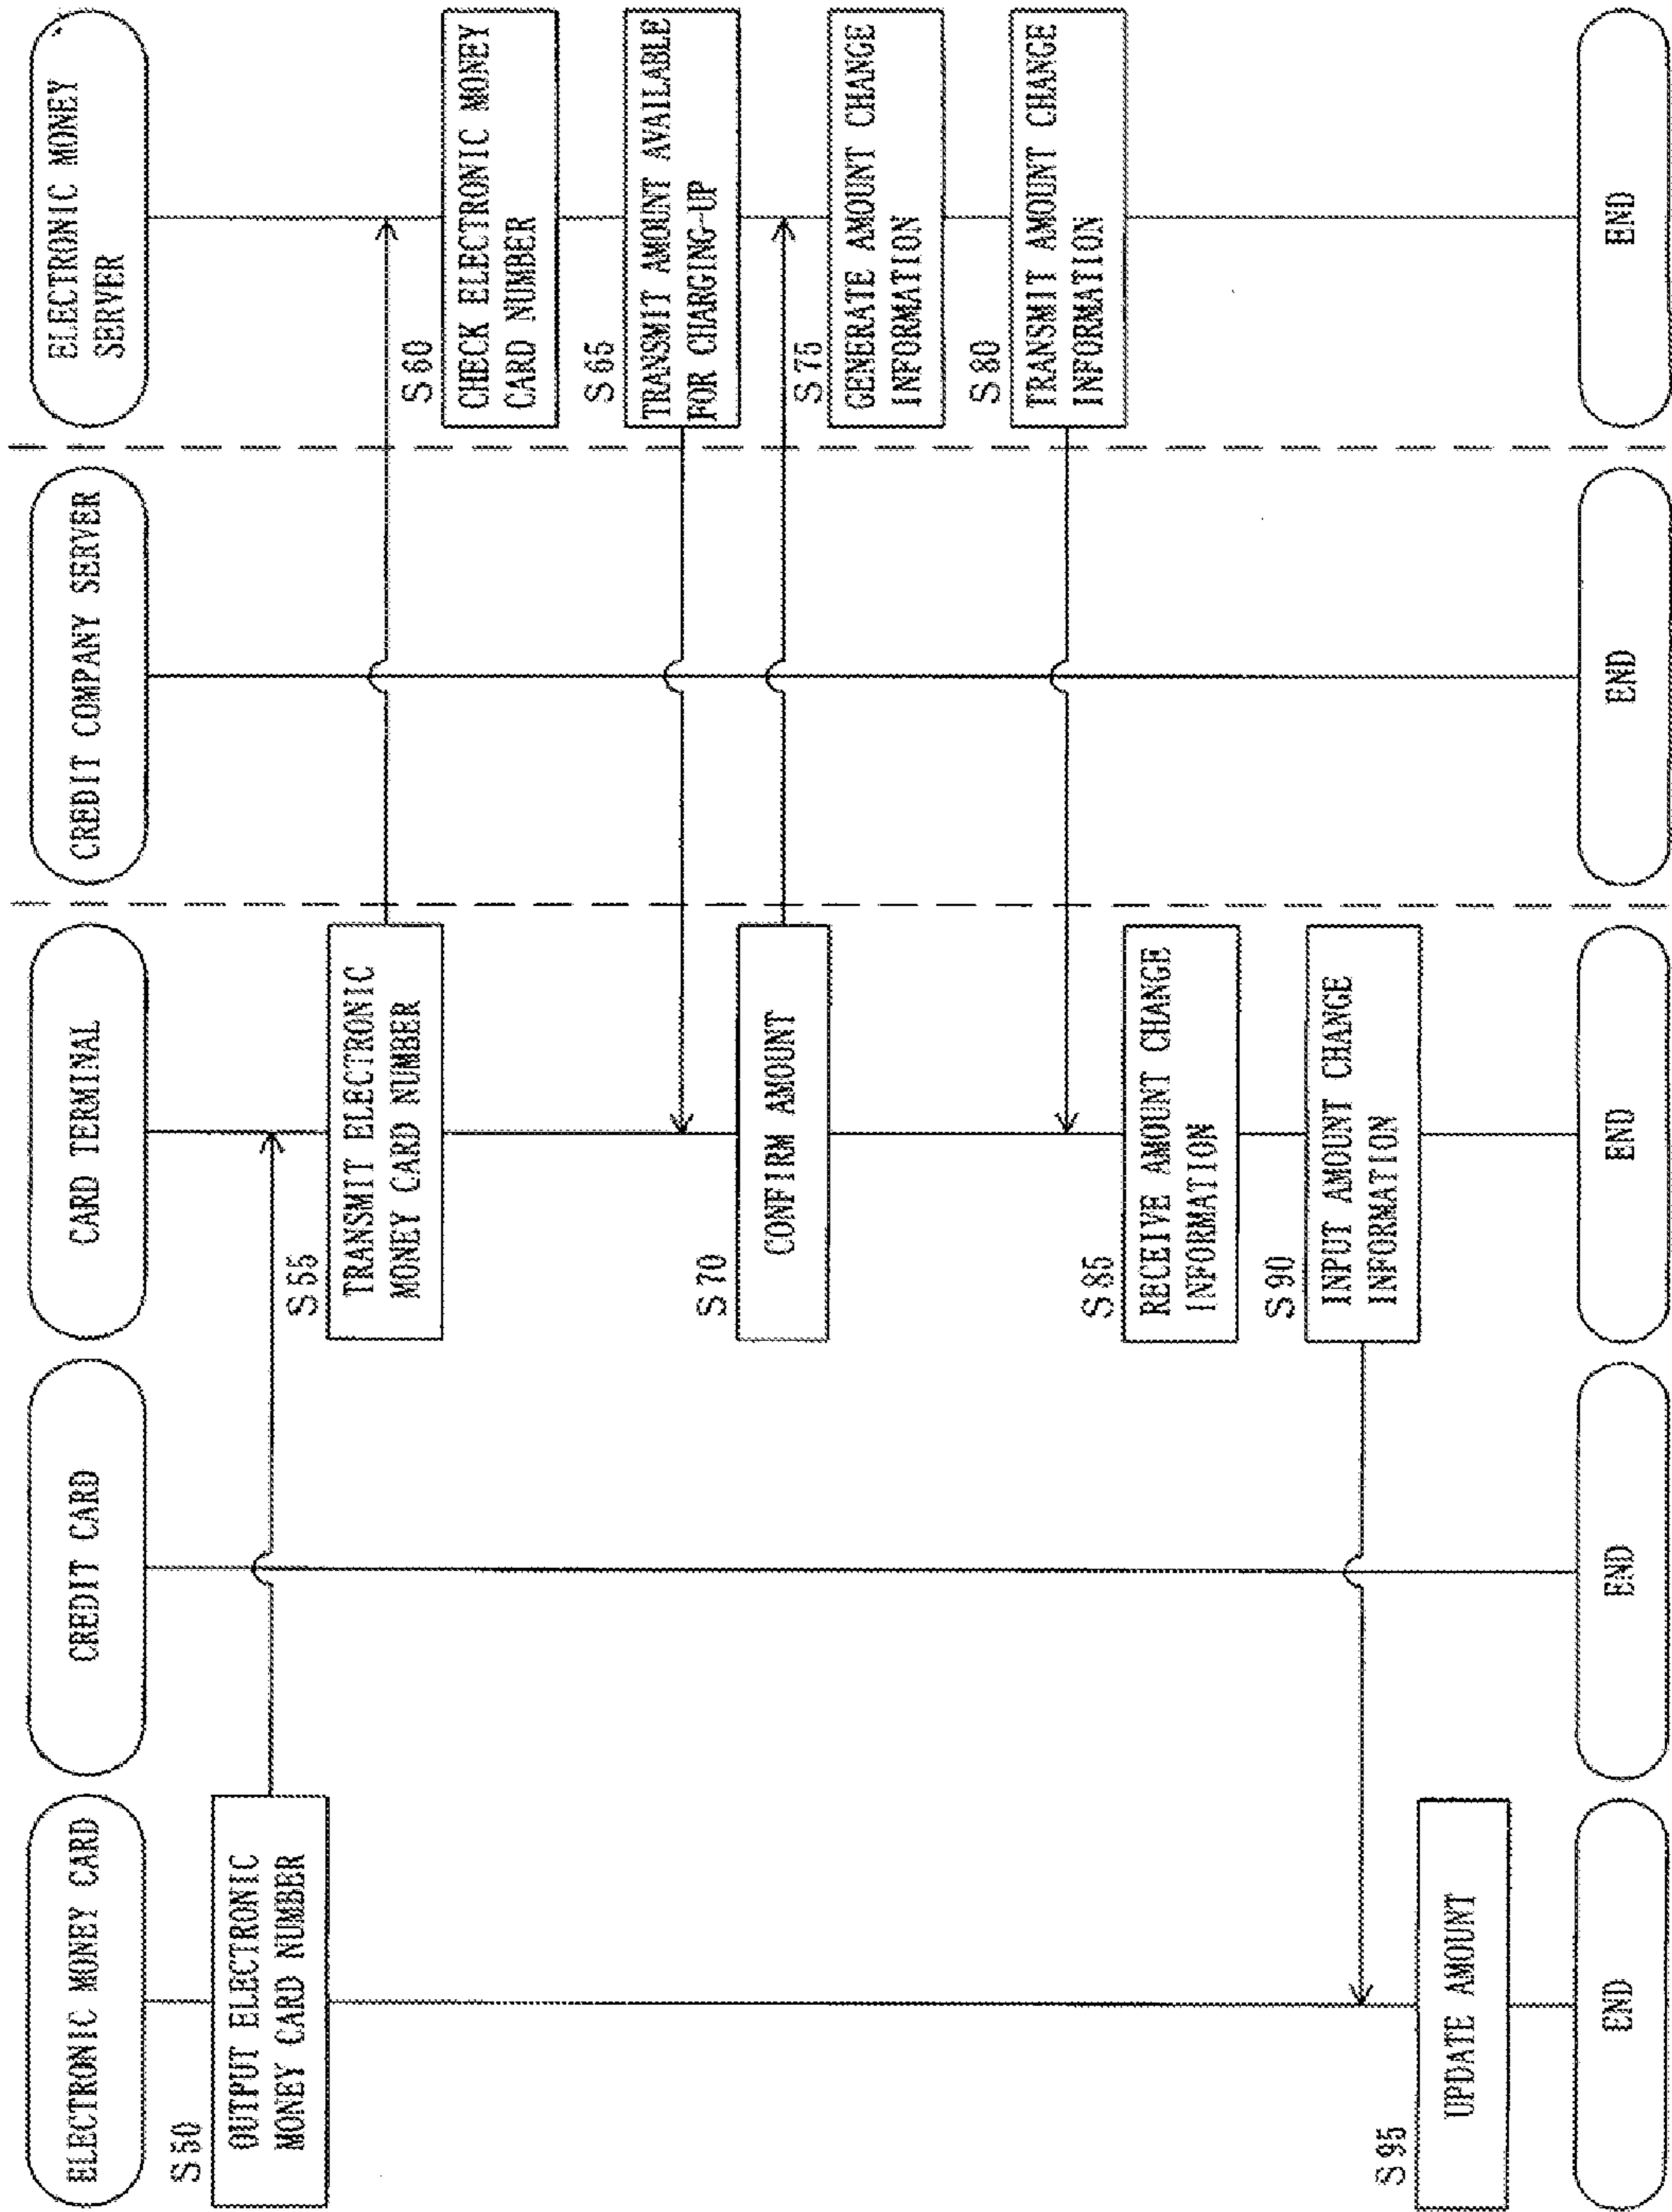 ELECTRONIC MONEY CARD
CREDIT CARD
CARD TERMINAL
CREDIT COMPANY SERVER
ELECTRONIC MONEY
SERVER
S50
OUTPUT ELECTRONIC
MONEY CARD NUMBER
S55
TRANSMIT ELECTRONIC
MONEY CARD NUMBER
S60
CHECK ELECTRONIC MONEY
CARD NUMBER
S65
TRANSMIT AMOUNT AVAILABLE
FOR CHARGING-UP
S70
CONFIRM AMOUNT
S75
GENERATE AMOUNT CHANGE
INFORMATION
S80
TRANSMIT AMOUNT CHANGE
INFORMATION
S85
RECEIVE AMOUNT CHANGE
INFORMATION
S90
INPUT AMOUNT CHANGE
INFORMATION
S95
UPDATE AMOUNT
END
END
END
END
END